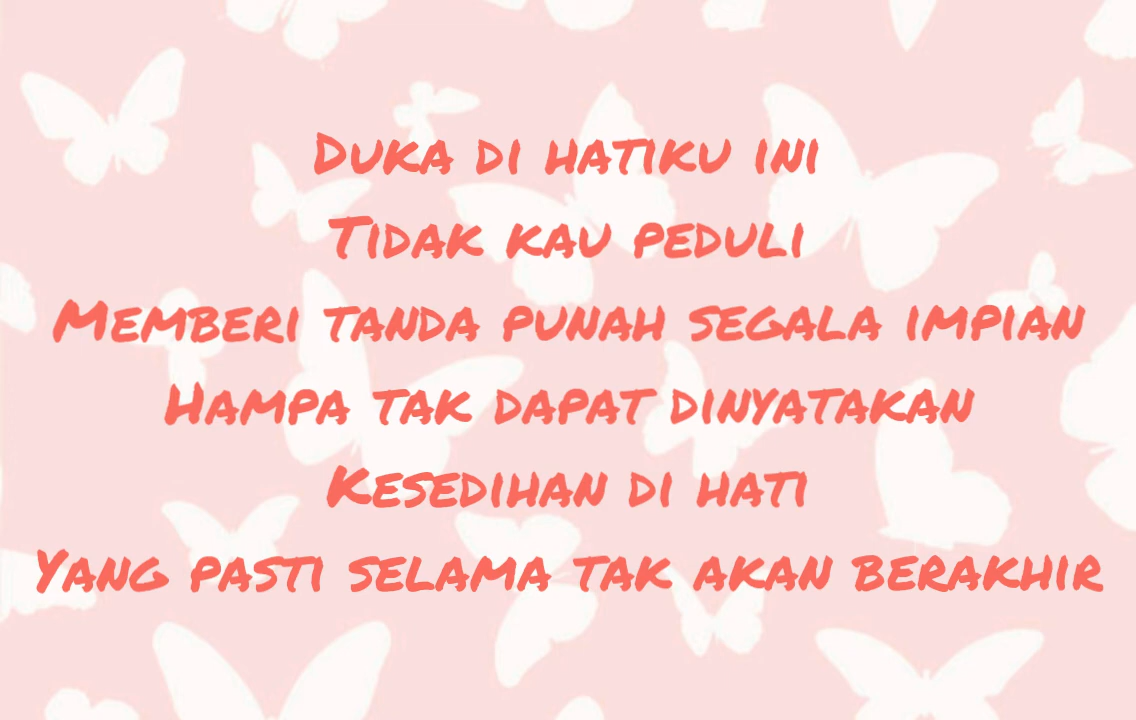 Duka di hatiku ini
Tidak kau peduli
Memberi tanda punah segala impian
Hampa tak dapat dinyatakan
Kesedihan di hati
Yang pasti selama tak akan berakhir